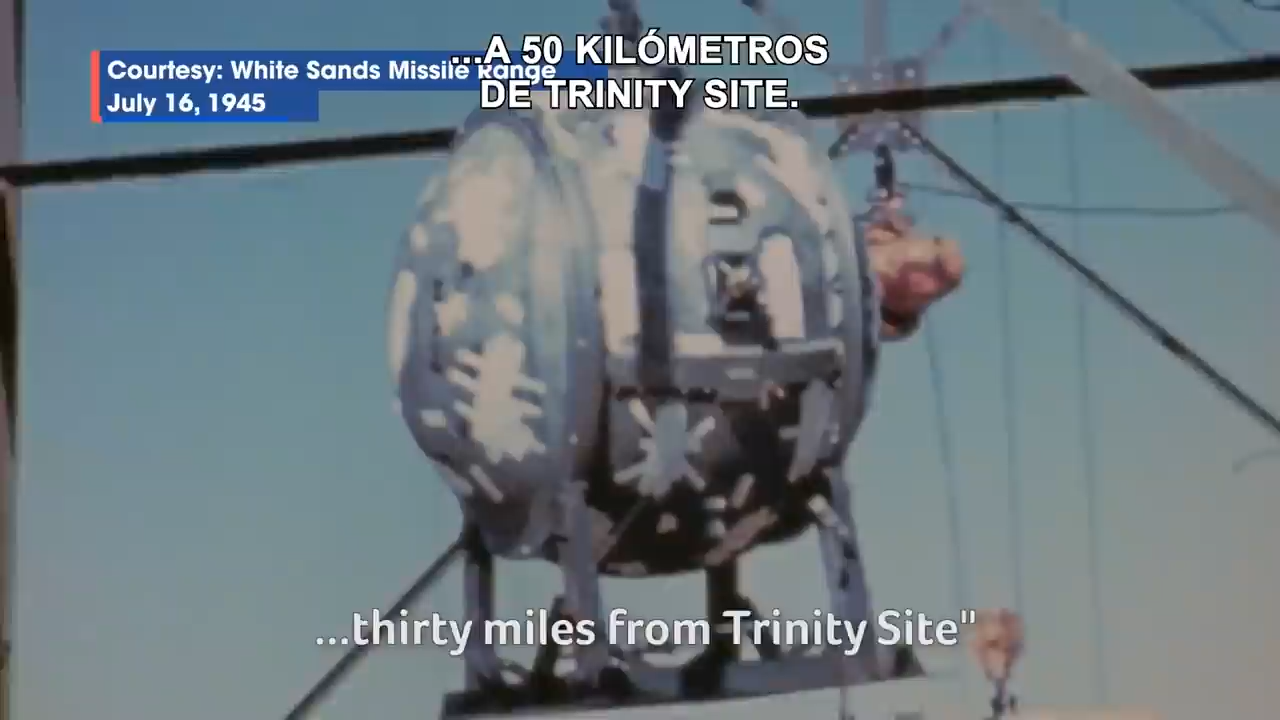 ...A 50 KILÓMETROS
DE TRINITY SITE.
Courtesy: White Sands Missile Range
July 16, 1945
...thirty miles from Trinity Site"